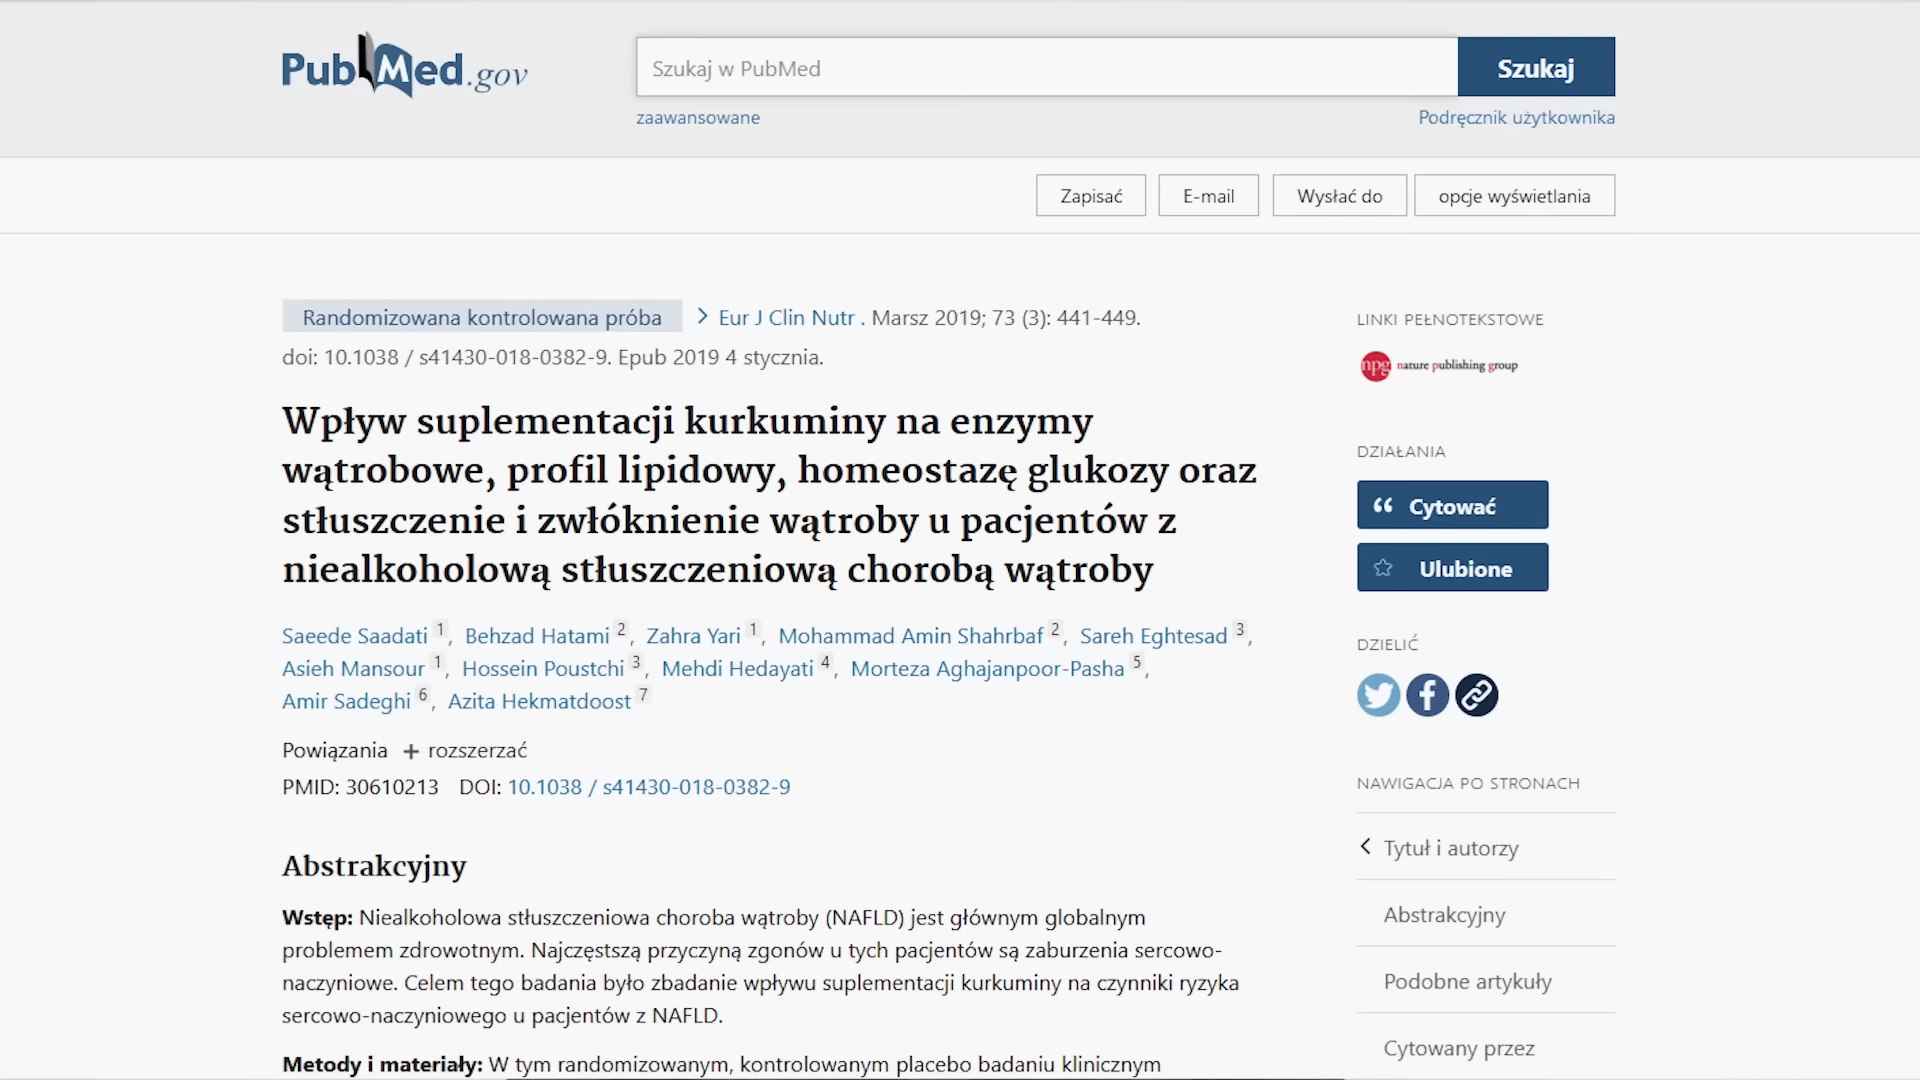 PubMed.gov
Szukaj w PubMed
Szukaj
zaawansowane
Podręcznik użytkownika
Zapisać
E-mail
Wysłać do
opcje wyświetlania
Randomizowana kontrolowana próba > Eur J Clin Nutr . Marsz 2019; 73 (3): 441-449.
doi: 10.1038 / s41430-018-0382-9. Epub 2019 4 stycznia.
Wpływ suplementacji kurkuminy na enzymy
wątrobowe, profil lipidowy, homeostazę glukozy oraz
stłuszczenie i zwłóknienie wątroby u pacjentów z
niealkoholową stłuszczeniową chorobą wątroby
Saeede Saadati 1, Behzad Hatami 2, Zahra Yari 1, Mohammad Amin Shahrbaf 2, Sareh Eghtesad 3,
Asieh Mansour 1, Hossein Poustchi 3, Mehdi Hedayati 4, Morteza Aghajanpoor-Pasha 5,
Amir Sadeghi 6, Azita Hekmatdoost 7
Powiązania + rozszerzać
PMID: 30610213 DOI: 10.1038 / s41430-018-0382-9
Abstrakcyjny
Wstęp: Niealkoholowa stłuszczeniowa choroba wątroby (NAFLD) jest głównym globalnym
problemem zdrowotnym. Najczęstszą przyczyną zgonów u tych pacjentów są zaburzenia sercowo-
naczyniowe. Celem tego badania było zbadanie wpływu suplementacji kurkuminy na czynniki ryzyka
sercowo-naczyniowego u pacjentów z NAFLD.
Metody i materiały: W tym randomizowanym, kontrolowanym placebo badaniu klinicznym
LINKI PEŁNOTEKSTOWE
npg nature publishing group
DZIAŁANIA
Cytować
Ulubione
DZIELIĆ
NAWIGACJA PO STRONACH
Tytuł i autorzy
Abstrakcyjny
Podobne artykuły
Cytowany przez